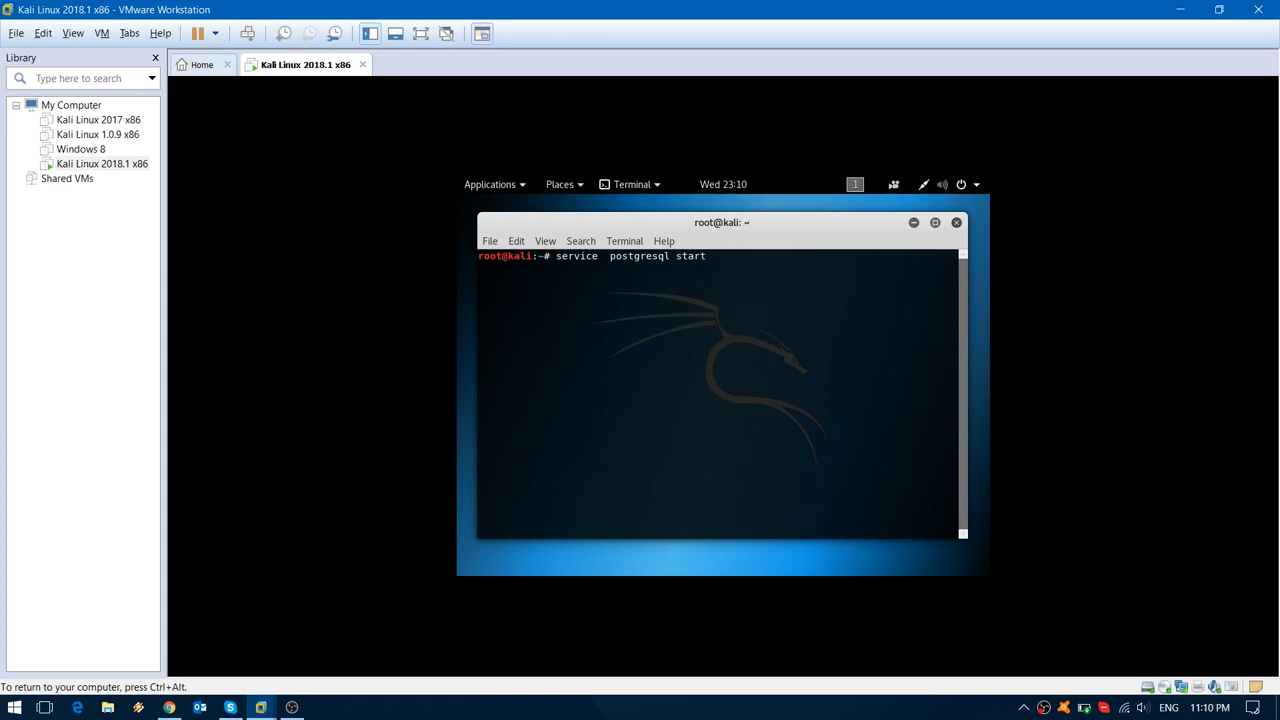 Kali Linux 2018.1 x86 - VMware Workstation
File Edit View VM Tabs Help
Library
Type here to search
Home
Kali Linux 2018.1 x86
My Computer
Kali Linux 2017 x86
Kali Linux 1.0.9 x86
Windows 8
Kali Linux 2018.1 x86
Shared VMs
Applications Places Terminal Wed 23:10 1
root@kali: ~
File Edit View Search Terminal Help
root@kali:~# service  postgresql start
To return to your computer, press Ctrl+Alt.
ENG 11:10 PM